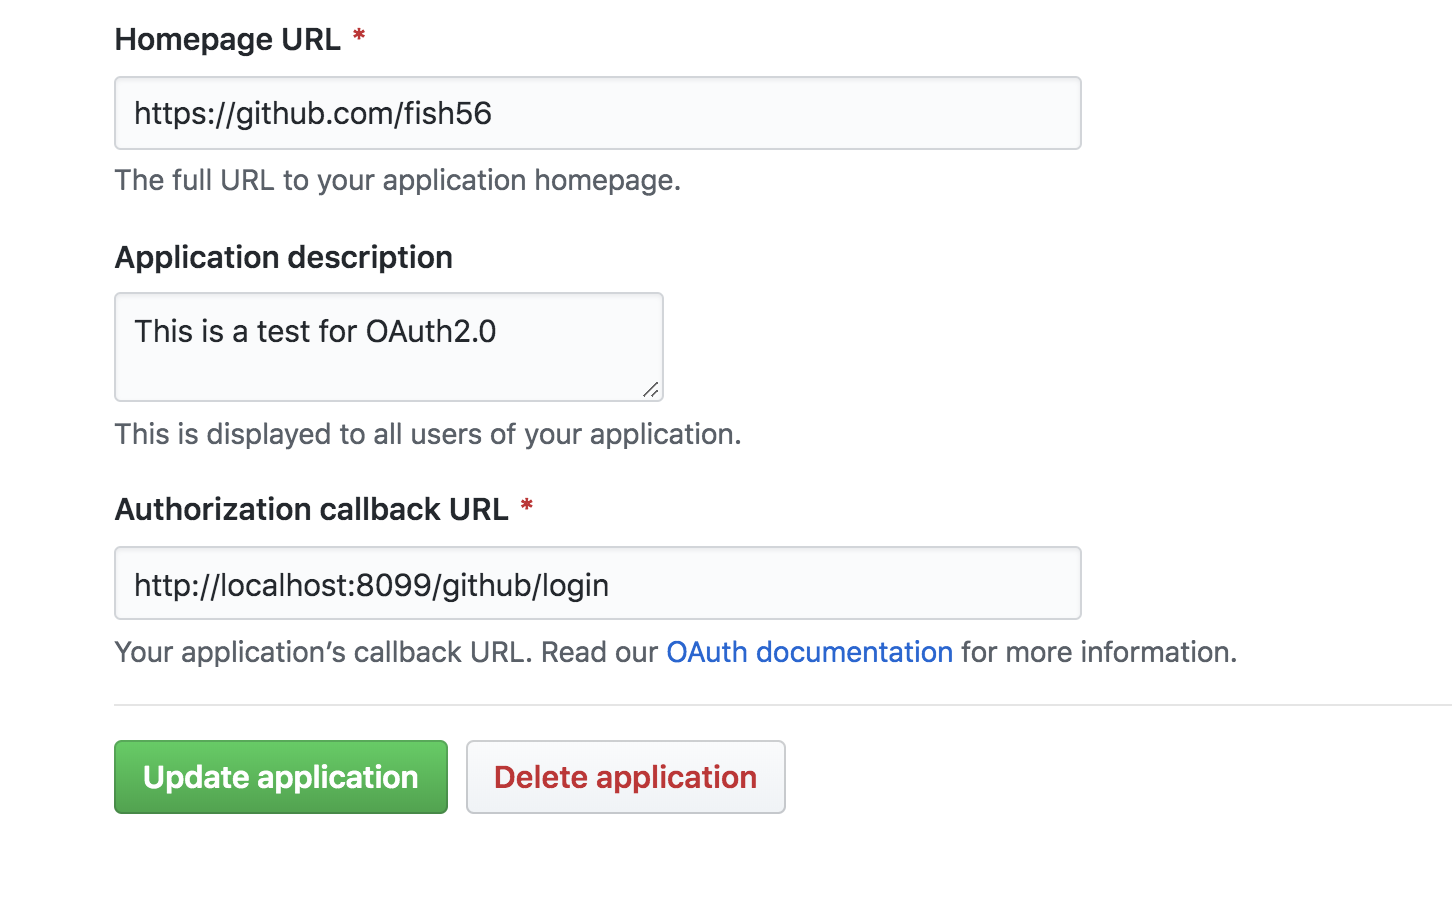 Homepage URL *
https://github.com/fish56
The full URL to your application homepage.
Application description
This is a test for OAuth2.0
This is displayed to all users of your application.
Authorization callback URL *
http://localhost:8099/github/login
Your application’s callback URL. Read our OAuth documentation for more information.
Update application
Delete application